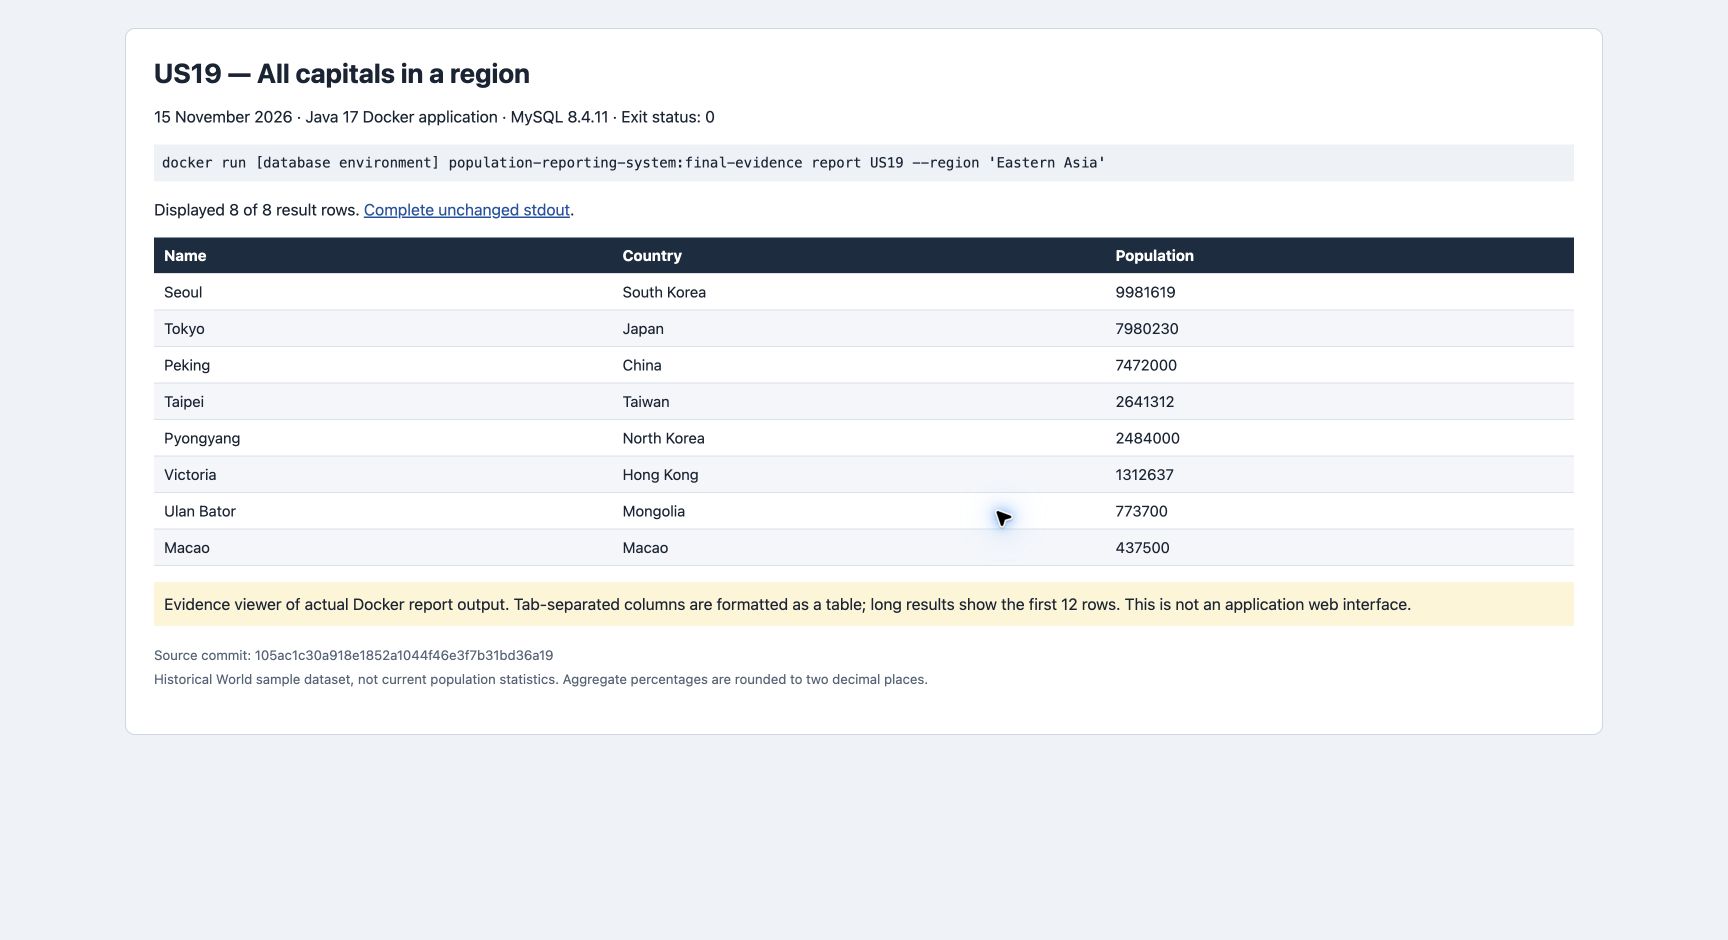 US19 — All capitals in a region
15 November 2026 · Java 17 Docker application · MySQL 8.4.11 · Exit status: 0
docker run [database environment] population-reporting-system:final-evidence report US19 --region 'Eastern Asia'
Displayed 8 of 8 result rows. Complete unchanged stdout.
Name Country Population
Seoul South Korea 9981619
Tokyo Japan 7980230
Peking China 7472000
Taipei Taiwan 2641312
Pyongyang North Korea 2484000
Victoria Hong Kong 1312637
Ulan Bator Mongolia 773700
Macao Macao 437500
Evidence viewer of actual Docker report output. Tab-separated columns are formatted as a table; long results show the first 12 rows. This is not an application web interface.
Source commit: 105ac1c30a918e1852a1044f46e3f7b31bd36a19
Historical World sample dataset, not current population statistics. Aggregate percentages are rounded to two decimal places.